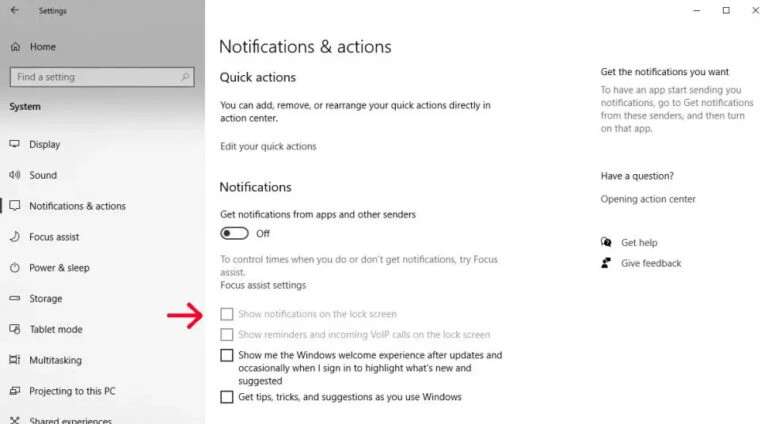 Settings
Home
Find a setting
System
Display
Sound
Notifications & actions
Focus assist
Power & sleep
Storage
Tablet mode
Multitasking
Projecting to this PC
Shared experiences
Notifications & actions
Quick actions
You can add, remove, or rearrange your quick actions directly in
action center.
Edit your quick actions
Notifications
Get notifications from apps and other senders
Off
To control times when you do or don't get notifications, try Focus
assist.
Focus assist settings
Show notifications on the lock screen
Show reminders and incoming VoIP calls on the lock screen
Show me the Windows welcome experience after updates and
occasionally when I sign in to highlight what's new and
suggested
Get tips, tricks, and suggestions as you use Windows
Get the notifications you want
To have an app start sending you
notifications, go to Get notifications
from these senders, and then turn
on that app.
Have a question?
Opening action center
Get help
Give feedback